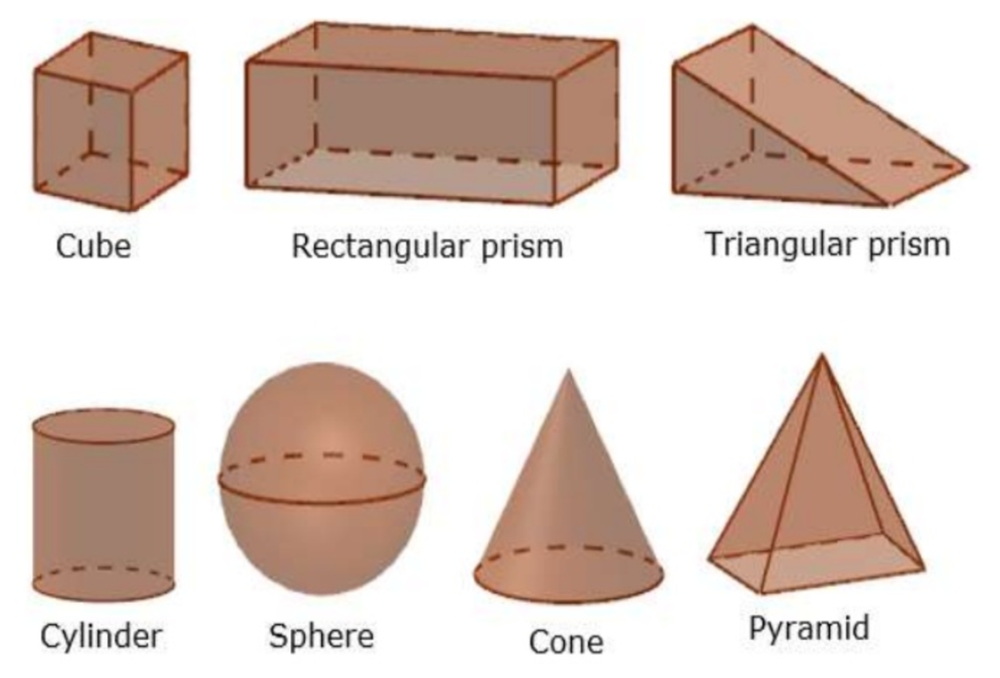 Cube
Rectangular prism
Triangular prism
Cylinder
Sphere
Cone
Pyramid